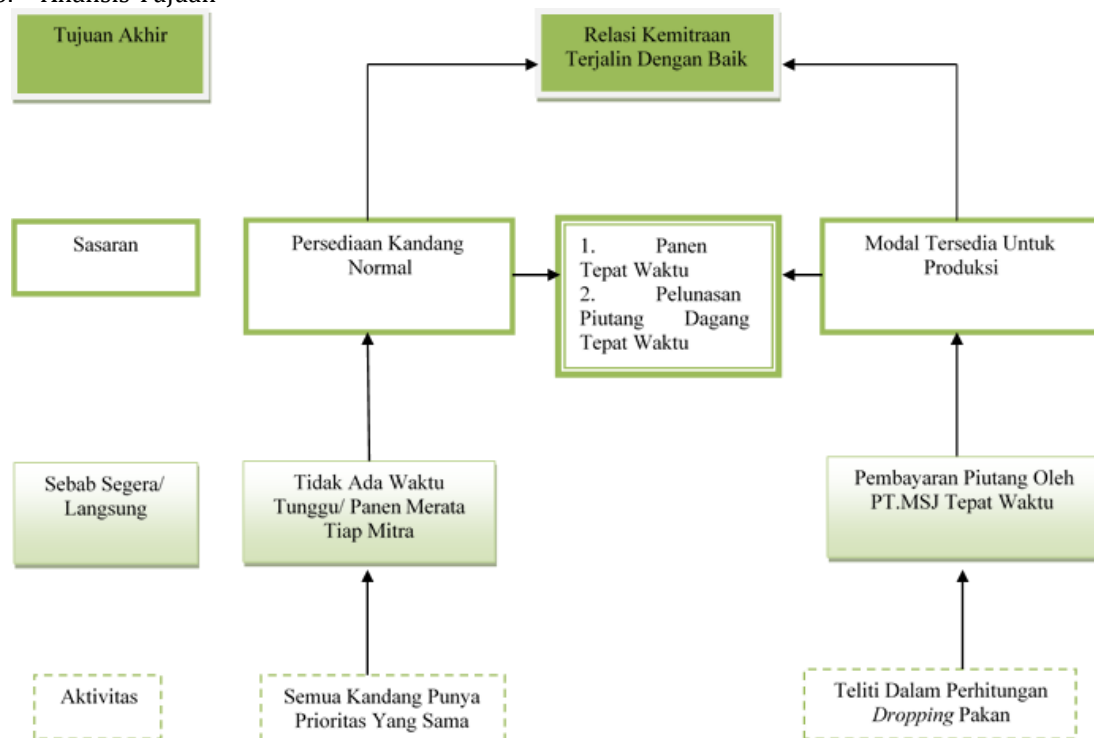 Analisis Tujuan
Tujuan Akhir
Relasi Kemitraan
Terjalin Dengan Baik
Sasaran
Persediaan Kandang
Normal
1. Panen
Tepat Waktu
2. Pelunasan
Piutang Dagang
Tepat Waktu
Modal Tersedia Untuk
Produksi
Sebab Segera/
Langsung
Tidak Ada Waktu
Tunggu/ Panen Merata
Tiap Mitra
Pembayaran Piutang Oleh
PT.MSJ Tepat Waktu
Aktivitas
Semua Kandang Punya
Prioritas Yang Sama
Teliti Dalam Perhitungan
Dropping Pakan